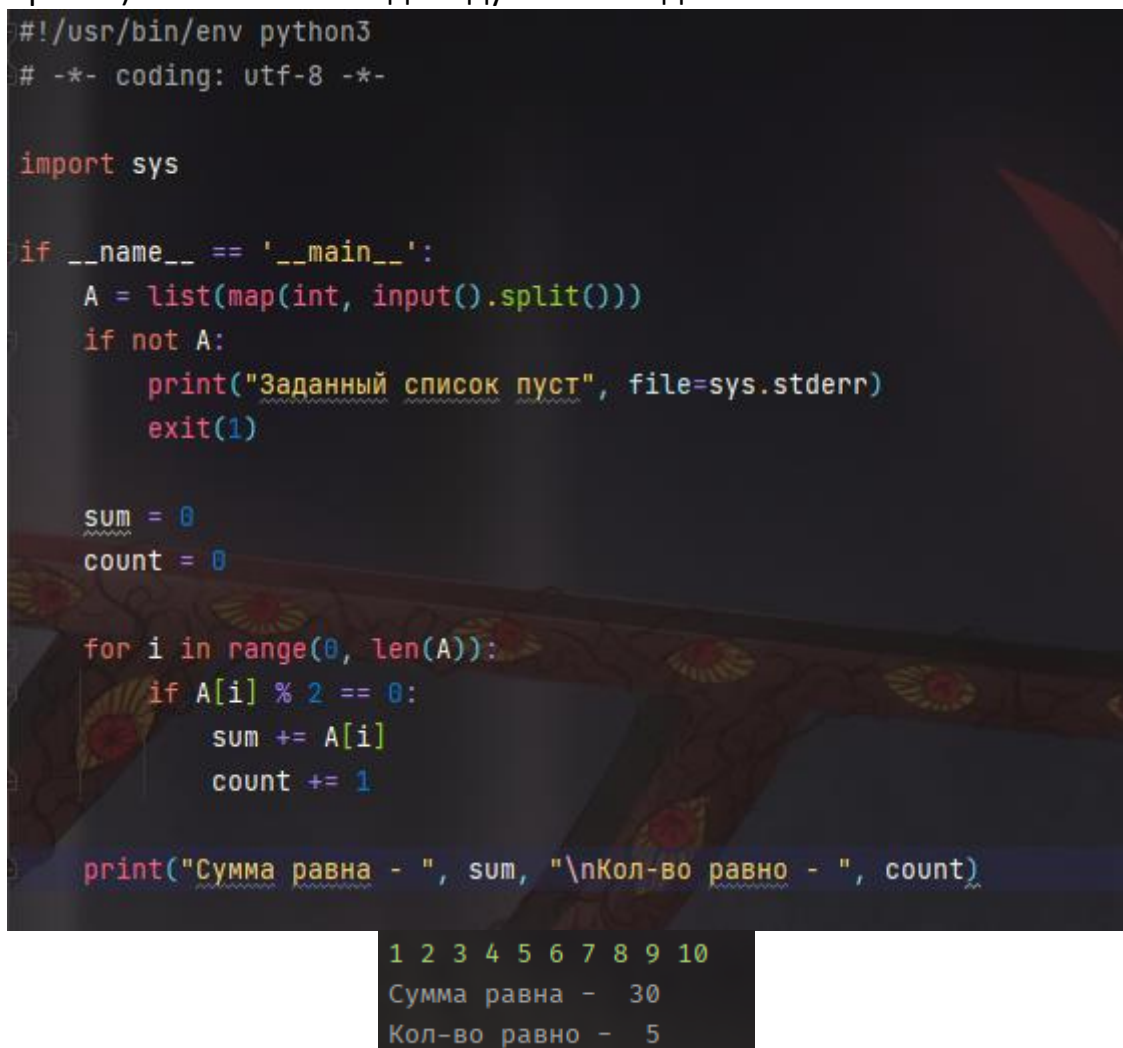 #!/usr/bin/env python3
# -*- coding: utf-8 -*-
import sys
if __name__ == '__main__':
    A = list(map(int, input().split()))
    if not A:
        print("Заданный список пуст", file=sys.stderr)
        exit(1)
    sum = 0
    count = 0
    for i in range(0, len(A)):
        if A[i] % 2 == 0:
            sum += A[i]
            count += 1
    print("Сумма равна - ", sum, "\nКол-во равно - ", count)
1 2 3 4 5 6 7 8 9 10
Сумма равна -  30
Кол-во равно -  5